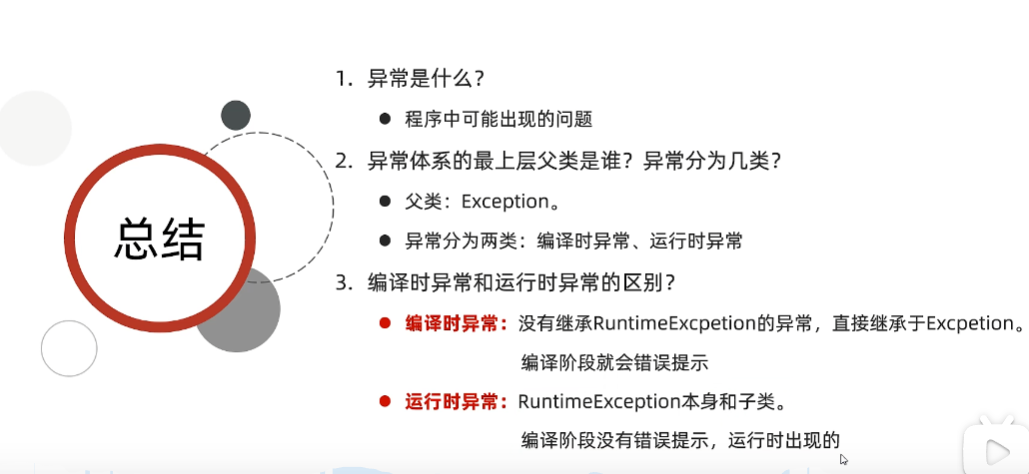 总结
1. 异常是什么?
● 程序中可能出现的问题
2. 异常体系的最上层父类是谁?异常分为几类?
● 父类:Exception。
● 异常分为两类:编译时异常、运行时异常
3. 编译时异常和运行时异常的区别?
● 编译时异常:没有继承RuntimeExcpetion的异常,直接继承于Excpetion。
编译阶段就会错误提示
● 运行时异常:RuntimeException本身和子类。
编译阶段没有错误提示,运行时出现的